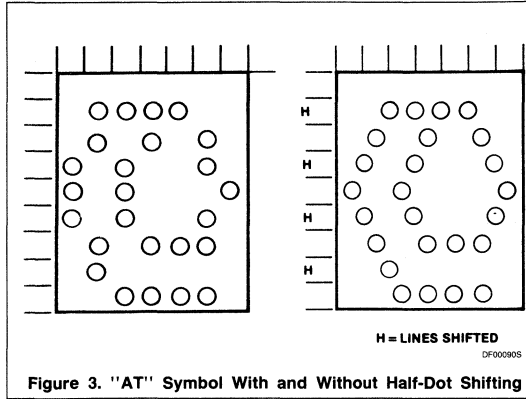 H
H
H
H
H = LINES SHIFTED
DF00090S
Figure 3. "AT" Symbol With and Without Half-Dot Shifting